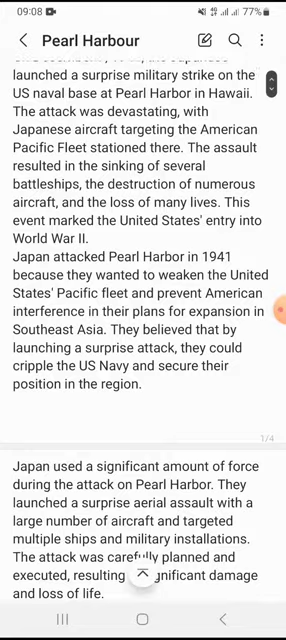 09:08
77%
Pearl Harbour
launched a surprise military strike on the
US naval base at Pearl Harbor in Hawaii.
The attack was devastating, with
Japanese aircraft targeting the American
Pacific Fleet stationed there. The assault
resulted in the sinking of several
battleships, the destruction of numerous
aircraft, and the loss of many lives. This
event marked the United States' entry into
World War II.
Japan attacked Pearl Harbor in 1941
because they wanted to weaken the United
States' Pacific fleet and prevent American
interference in their plans for expansion in
Southeast Asia. They believed that by
launching a surprise attack, they could
cripple the US Navy and secure their
position in the region.
1/4
Japan used a significant amount of force
during the attack on Pearl Harbor. They
launched a surprise aerial assault with a
large number of aircraft and targeted
multiple ships and military installations.
The attack was carefully planned and
executed, resulting gnificant damage
and loss of life.